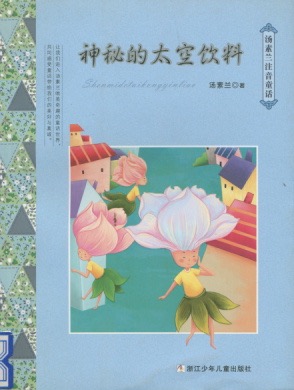 神秘的太空饮料
Shenmidetaikongyinliao
汤素兰◎著
汤素兰注音童话
浙江少年儿童出版社